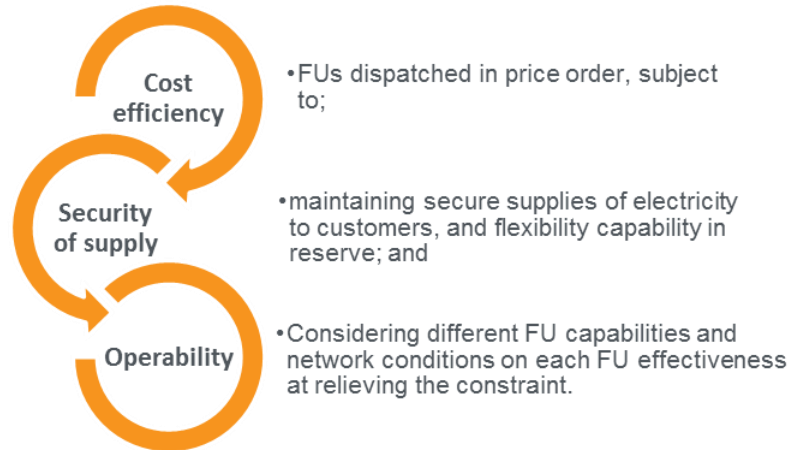 Cost
efficiency
•FUs dispatched in price order, subject
to;
Security
of supply
•maintaining secure supplies of electricity
to customers, and flexibility capability in
reserve; and
Operability
•Considering different FU capabilities and
network conditions on each FU effectiveness
at relieving the constraint.